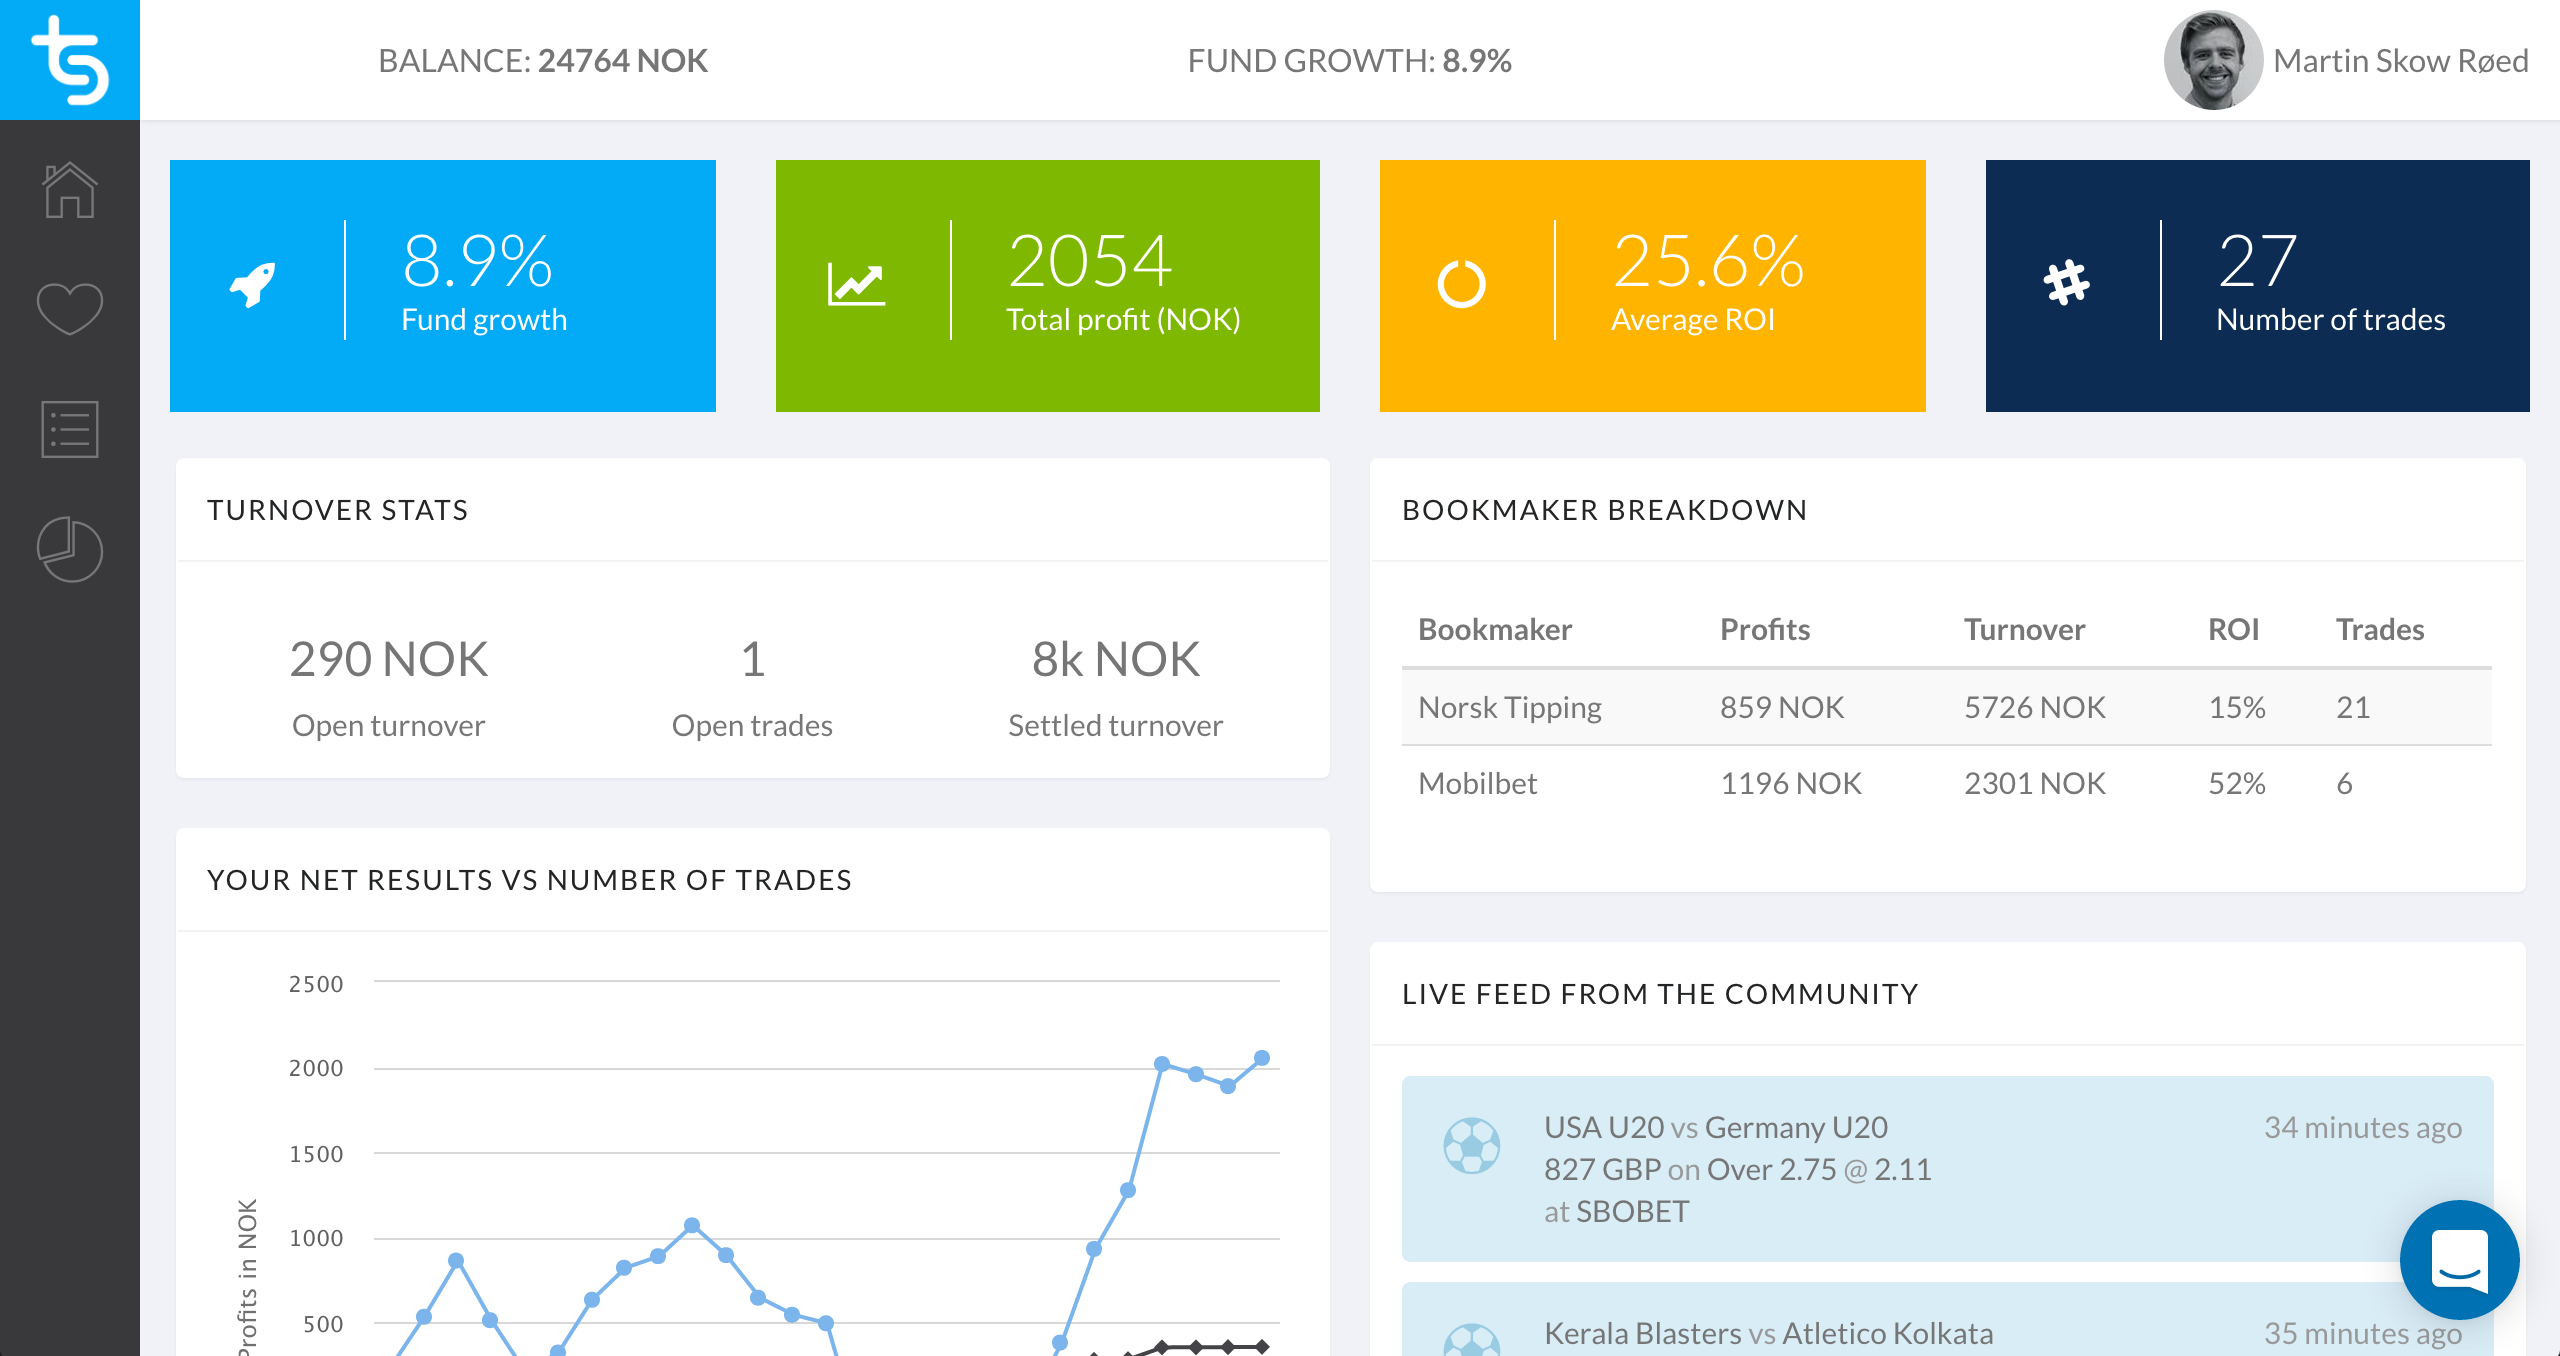 ts
BALANCE: 24764 NOK
FUND GROWTH: 8.9%
Martin Skow Røed
8.9%
Fund growth
2054
Total profit (NOK)
25.6%
Average ROI
27
Number of trades
TURNOVER STATS
290 NOK
Open turnover
1
Open trades
8k NOK
Settled turnover
BOOKMAKER BREAKDOWN
Bookmaker Profits Turnover ROI Trades
Norsk Tipping 859 NOK 5726 NOK 15% 21
Mobilbet 1196 NOK 2301 NOK 52% 6
YOUR NET RESULTS VS NUMBER OF TRADES
2500
2000
1500
1000
500
Profits in NOK
LIVE FEED FROM THE COMMUNITY
USA U20 vs Germany U20 34 minutes ago
827 GBP on Over 2.75 @ 2.11
at SBOBET
Kerala Blasters vs Atletico Kolkata 35 minutes ago